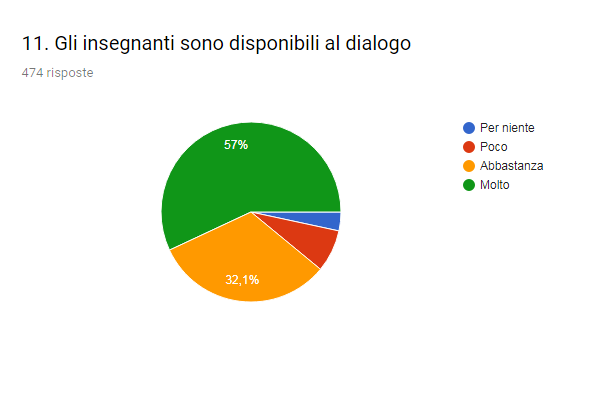 11. Gli insegnanti sono disponibili al dialogo
474 risposte
57%
32,1%
Per niente
Poco
Abbastanza
Molto